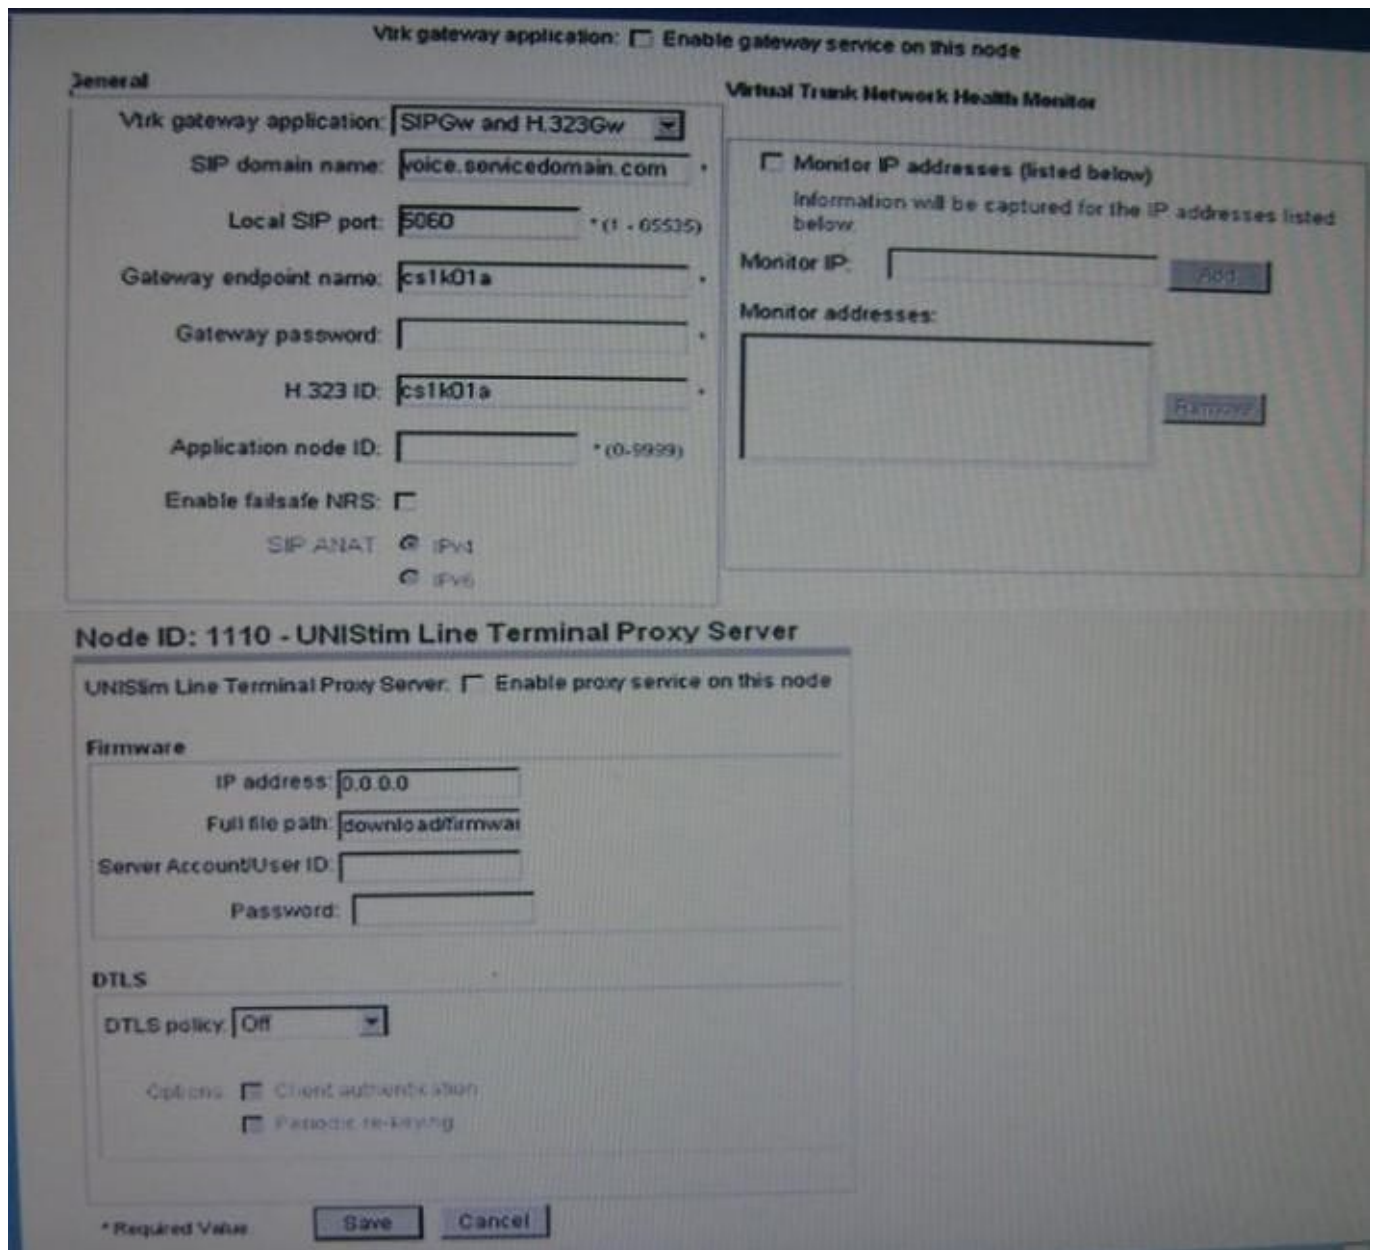 Vtrk gateway application: Enable gateway service on this node
General
Vtrk gateway application: SIPGw and H.323Gw
SIP domain name: voice.servicedomain.com *
Local SIP port: 5060 * (1 - 65535)
Gateway endpoint name: cs1k01a *
Gateway password: *
H.323 ID: cs1k01a *
Application node ID: * (0-9999)
Enable failsafe NRS:
SIP ANAT IPv4
IPv6
Virtual Trunk Network Health Monitor
Monitor IP addresses (listed below)
Information will be captured for the IP addresses listed
below.
Monitor IP: Add
Monitor addresses:
Remove
Node ID: 1110 - UNIStim Line Terminal Proxy Server
UNIStim Line Terminal Proxy Server: Enable proxy service on this node
Firmware
IP address: 0.0.0.0
Full file path: download/firmwar
Server Account/User ID:
Password:
DTLS
DTLS policy: Off
Options: Client authentication
Periodic re-keying
* Required Value Save Cancel